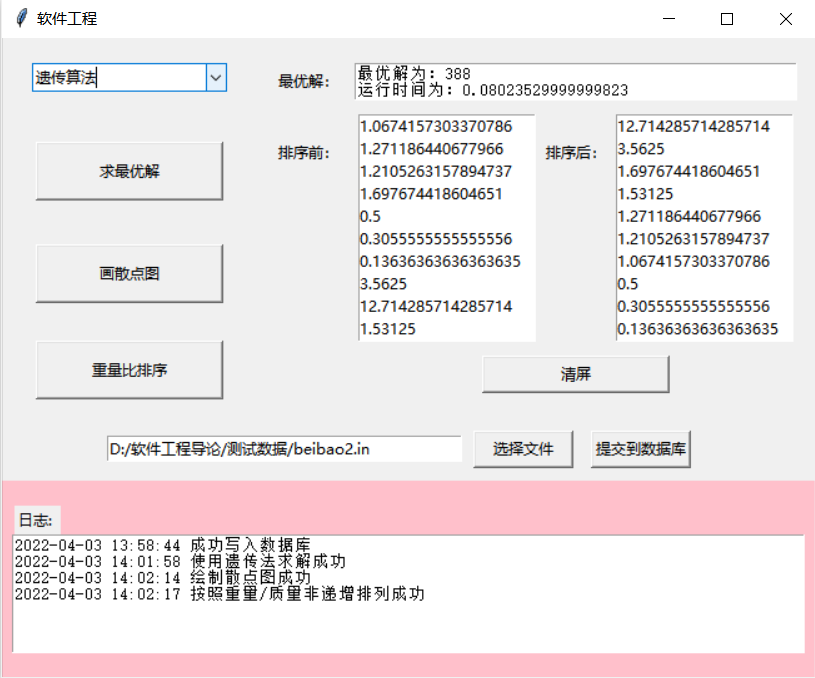 软件工程
遗传算法
最优解：
最优解为：388
运行时间为：0.08023529999999823
求最优解
排序前：
1.0674157303370786
1.271186440677966
1.2105263157894737
1.697674418604651
0.5
0.3055555555555556
0.13636363636363635
3.5625
12.714285714285714
1.53125
排序后：
12.714285714285714
3.5625
1.697674418604651
1.53125
1.271186440677966
1.2105263157894737
1.0674157303370786
0.5
0.3055555555555556
0.13636363636363635
画散点图
重量比排序
清屏
D:/软件工程导论/测试数据/beibao2.in
选择文件
提交到数据库
日志:
2022-04-03 13:58:44 成功写入数据库
2022-04-03 14:01:58 使用遗传法求解成功
2022-04-03 14:02:14 绘制散点图成功
2022-04-03 14:02:17 按照重量/质量非递增排列成功